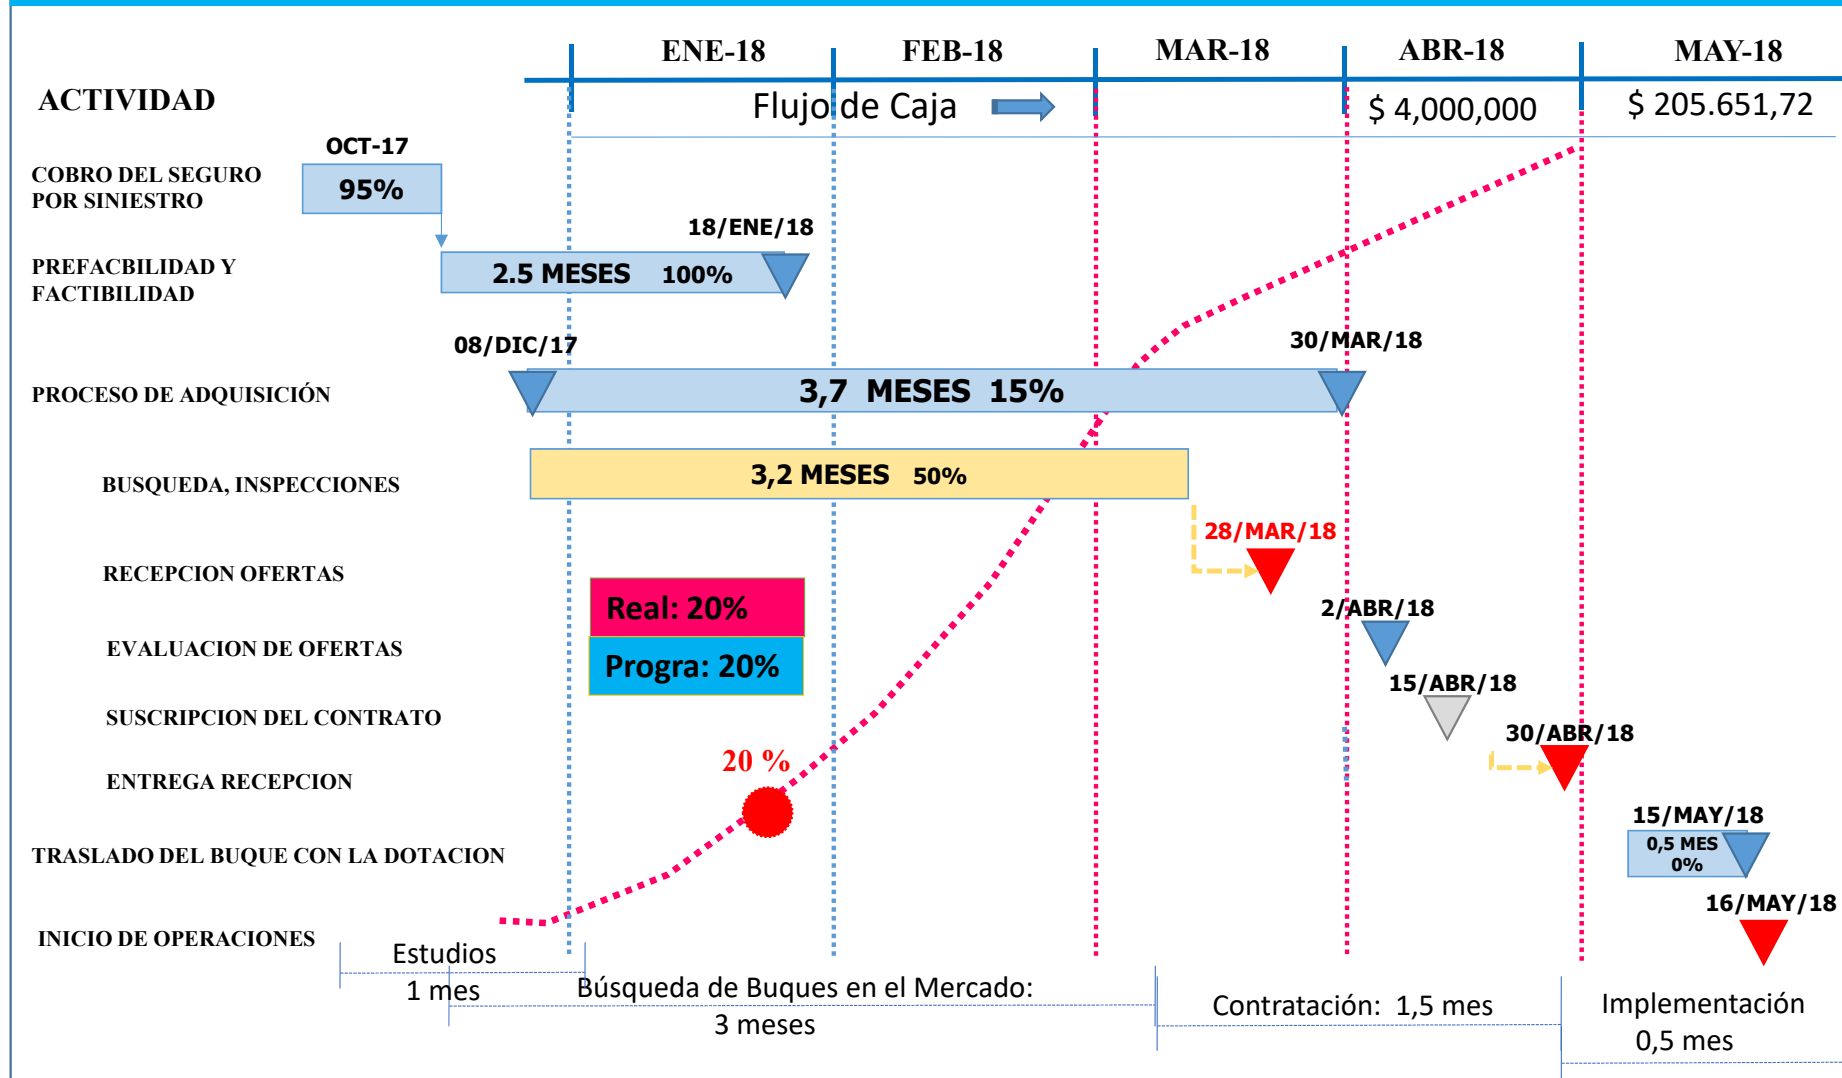 ENE-18 FEB-18 MAR-18 ABR-18 MAY-18
ACTIVIDAD
Flujo de Caja $ 4,000,000 $ 205.651,72
OCT-17
COBRO DEL SEGURO
POR SINIESTRO
95%
18/ENE/18
PREFACBILIDAD Y
FACTIBILIDAD
2.5 MESES 100%
08/DIC/17
30/MAR/18
PROCESO DE ADQUISICIÓN
3,7 MESES 15%
BUSQUEDA, INSPECCIONES
3,2 MESES 50%
28/MAR/18
RECEPCION OFERTAS
Real: 20%
2/ABR/18
EVALUACION DE OFERTAS
Progra: 20%
15/ABR/18
SUSCRIPCION DEL CONTRATO
30/ABR/18
20 %
ENTREGA RECEPCION
15/MAY/18
TRASLADO DEL BUQUE CON LA DOTACION
0,5 MES
0%
16/MAY/18
INICIO DE OPERACIONES
Estudios
1 mes
Búsqueda de Buques en el Mercado:
3 meses
Contratación: 1,5 mes
Implementación
0,5 mes